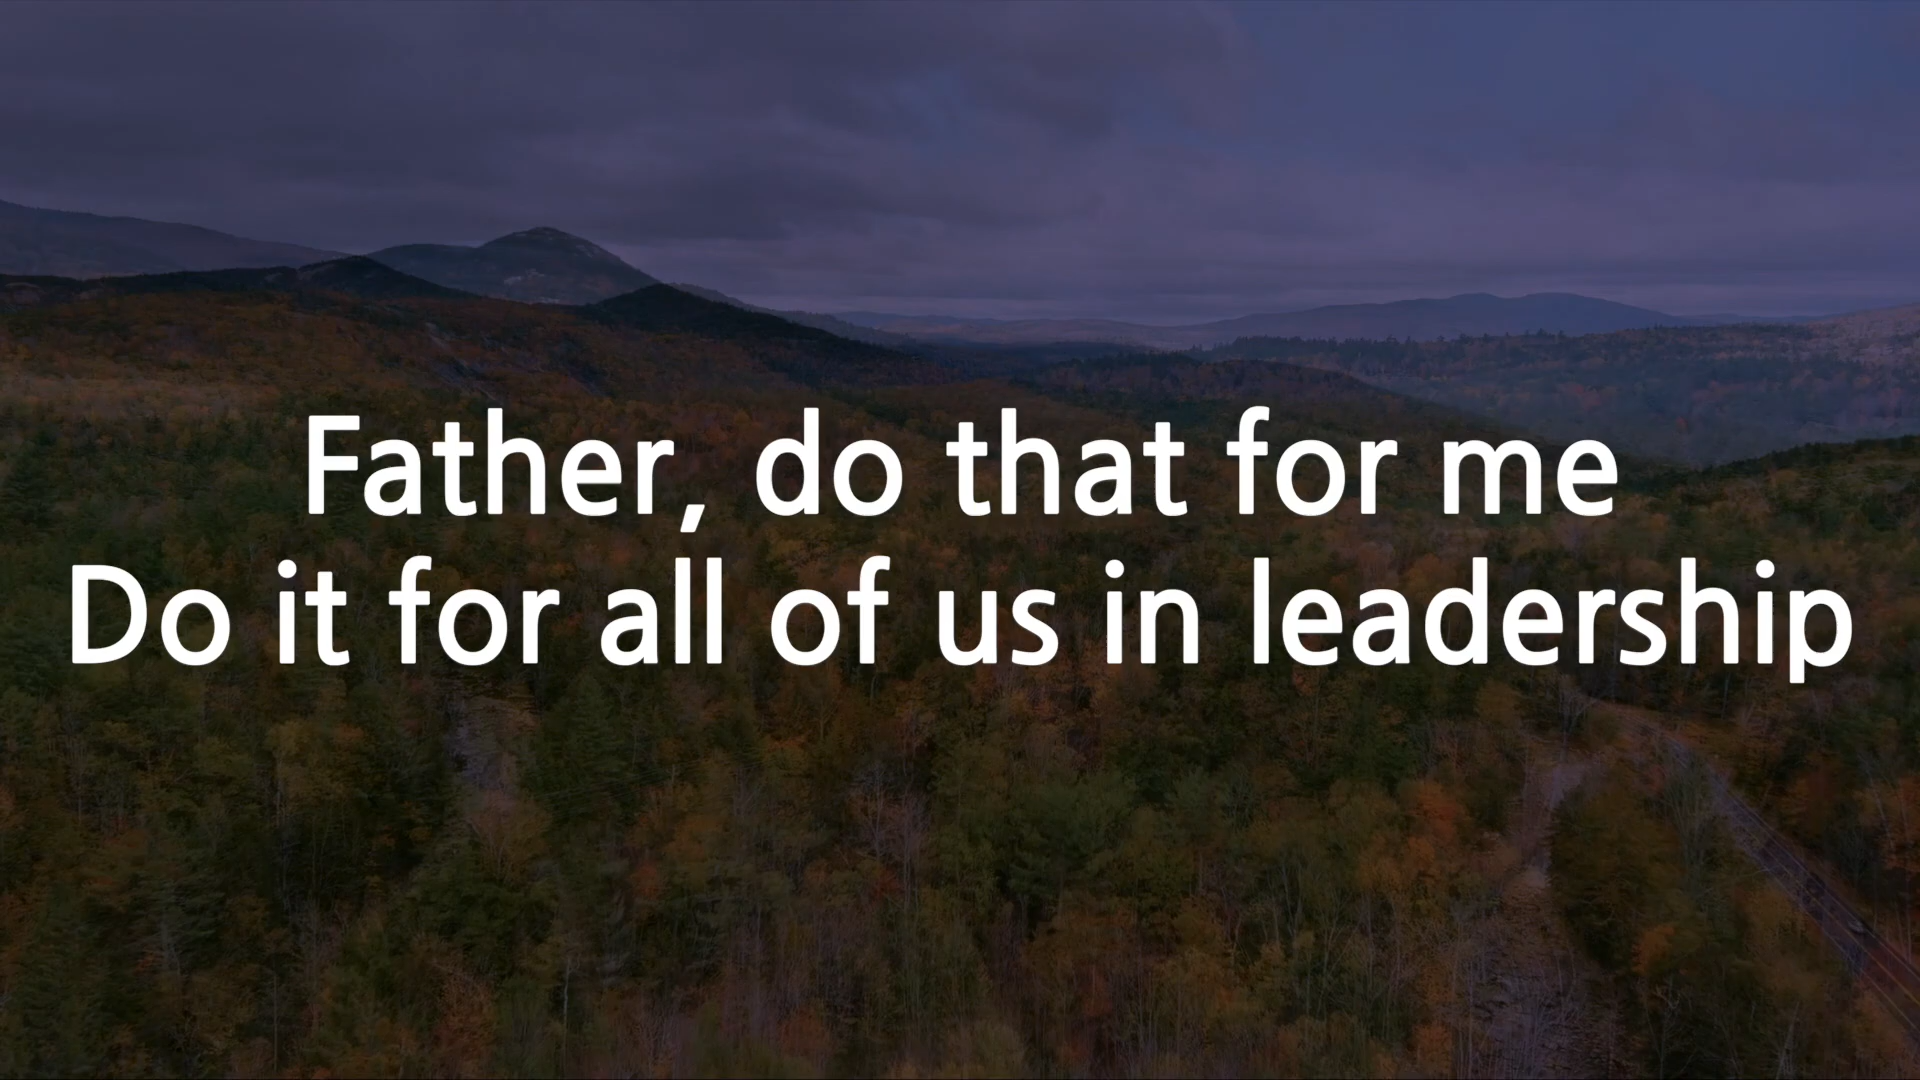 Father, do that for me
Do it for all of us in leadership